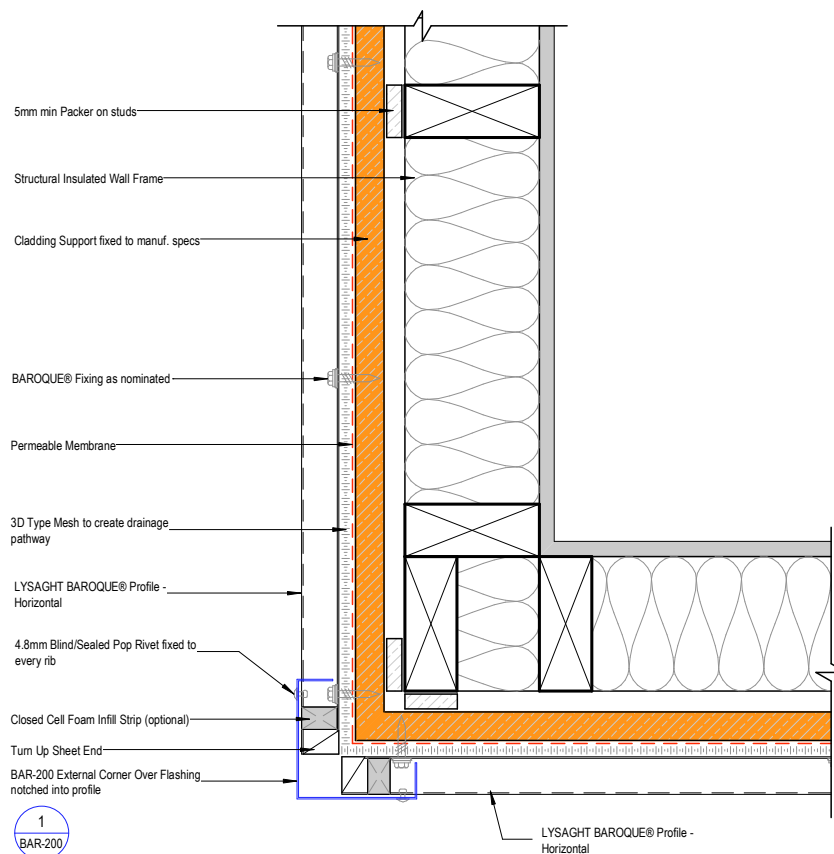 5mm min Packer on studs
Structural Insulated Wall Frame
Cladding Support fixed to manuf. specs
BAROQUE® Fixing as nominated
Permeable Membrane
3D Type Mesh to create drainage
pathway
LYSAGHT BAROQUE® Profile -
Horizontal
4.8mm Blind/Sealed Pop Rivet fixed to
every rib
Closed Cell Foam Infill Strip (optional)
Turn Up Sheet End
BAR-200 External Corner Over Flashing
notched into profile
1
BAR-200
LYSAGHT BAROQUE® Profile -
Horizontal